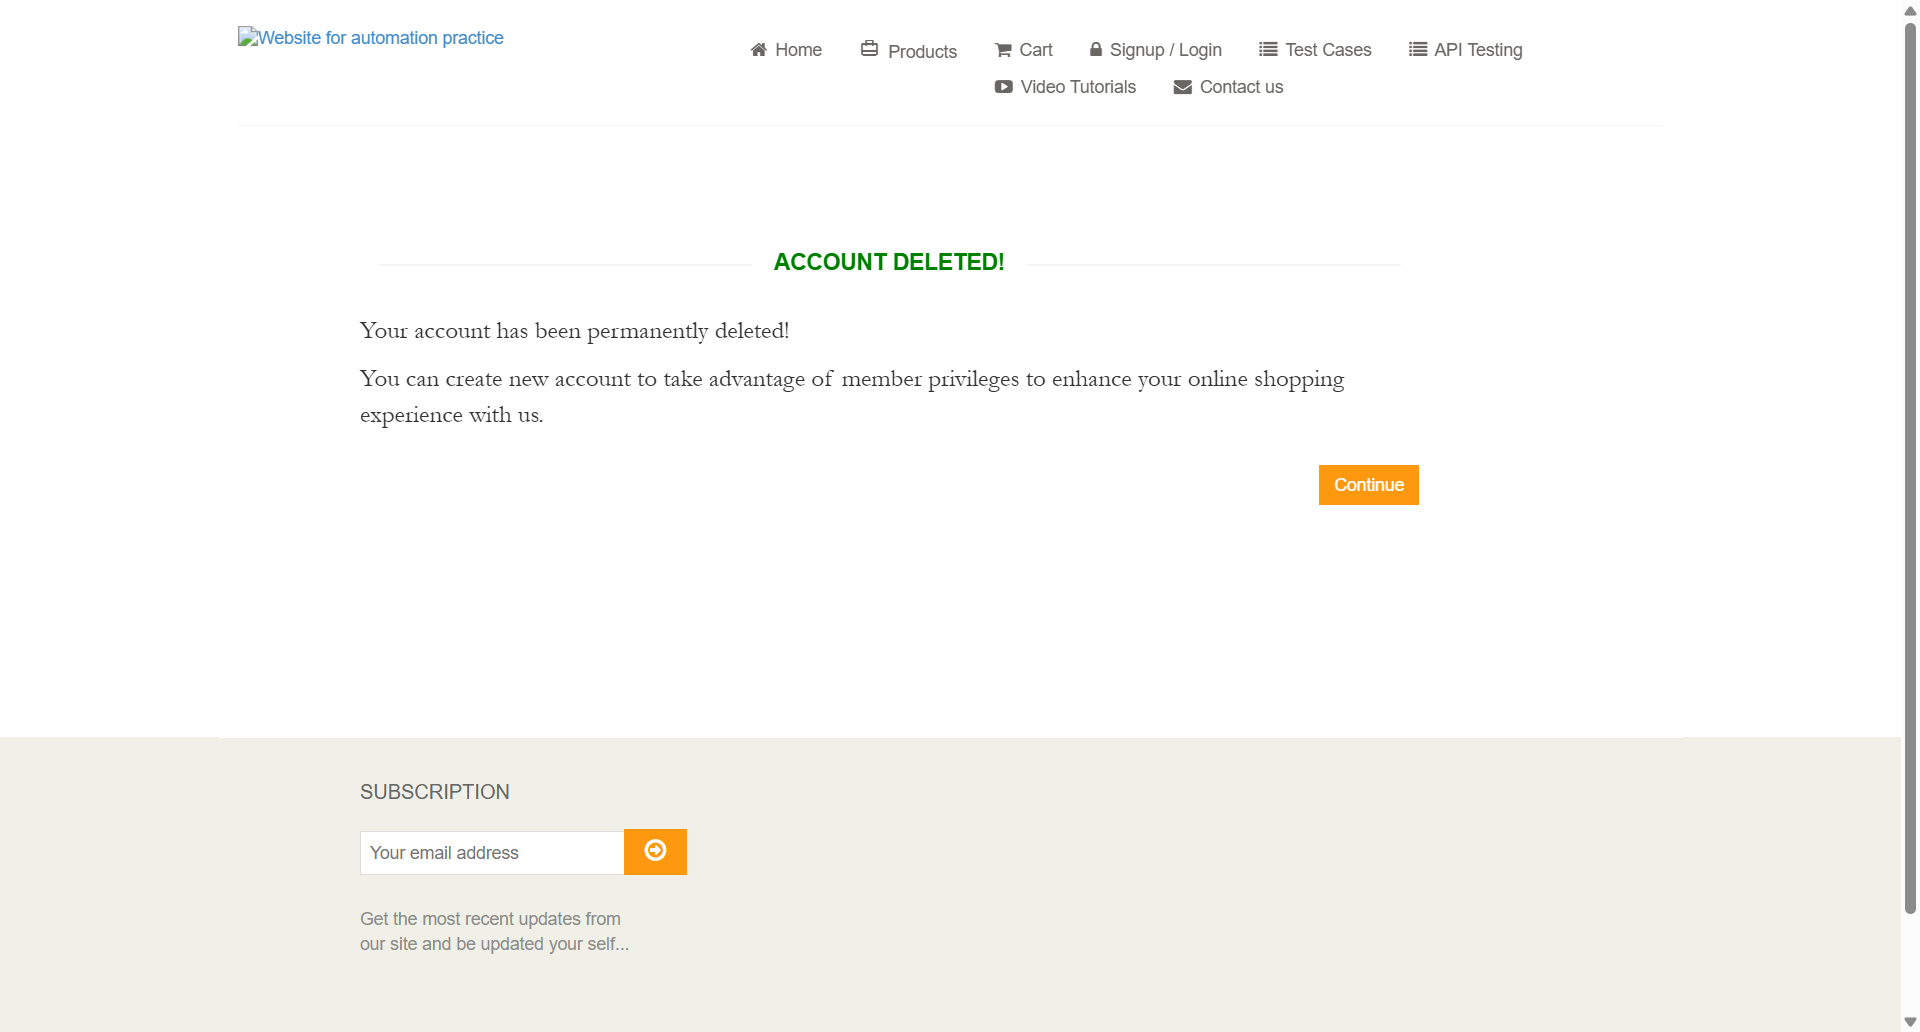 Website for automation practice
Home Products Cart Signup / Login Test Cases API Testing
Video Tutorials Contact us
ACCOUNT DELETED!
Your account has been permanently deleted!
You can create new account to take advantage of member privileges to enhance your online shopping
experience with us.
Continue
SUBSCRIPTION
Your email address
Get the most recent updates from
our site and be updated your self...